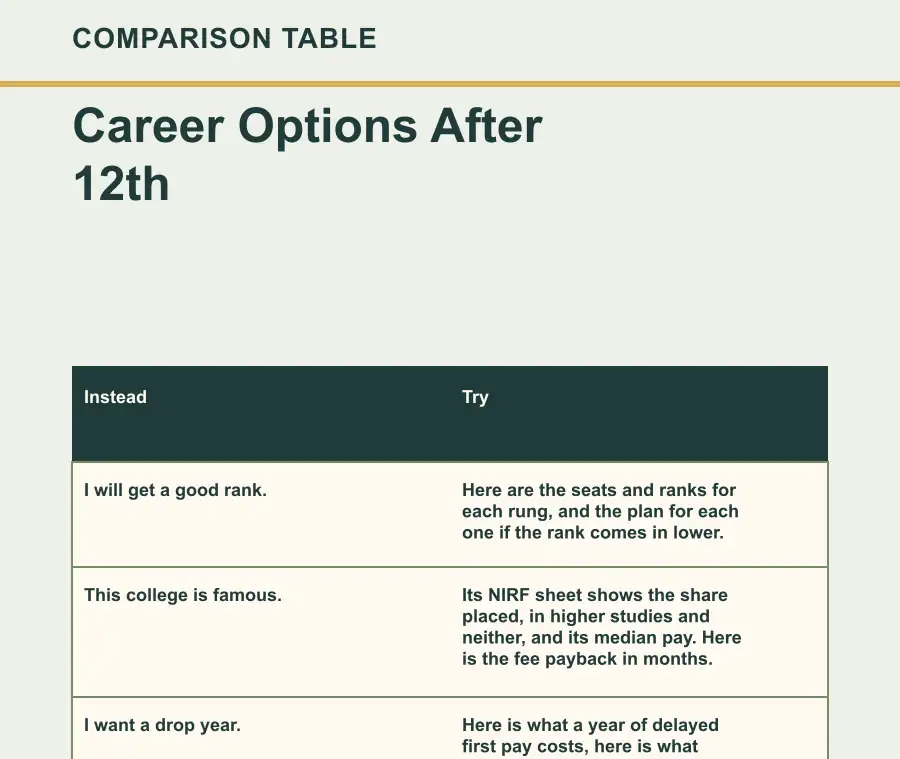 COMPARISON TABLE
Career Options After
12th
Instead
Try
I will get a good rank.
Here are the seats and ranks for
each rung, and the plan for each
one if the rank comes in lower.
This college is famous.
Its NIRF sheet shows the share
placed, in higher studies and
neither, and its median pay. Here
is the fee payback in months.
I want a drop year.
Here is what a year of delayed
first pay costs, here is what